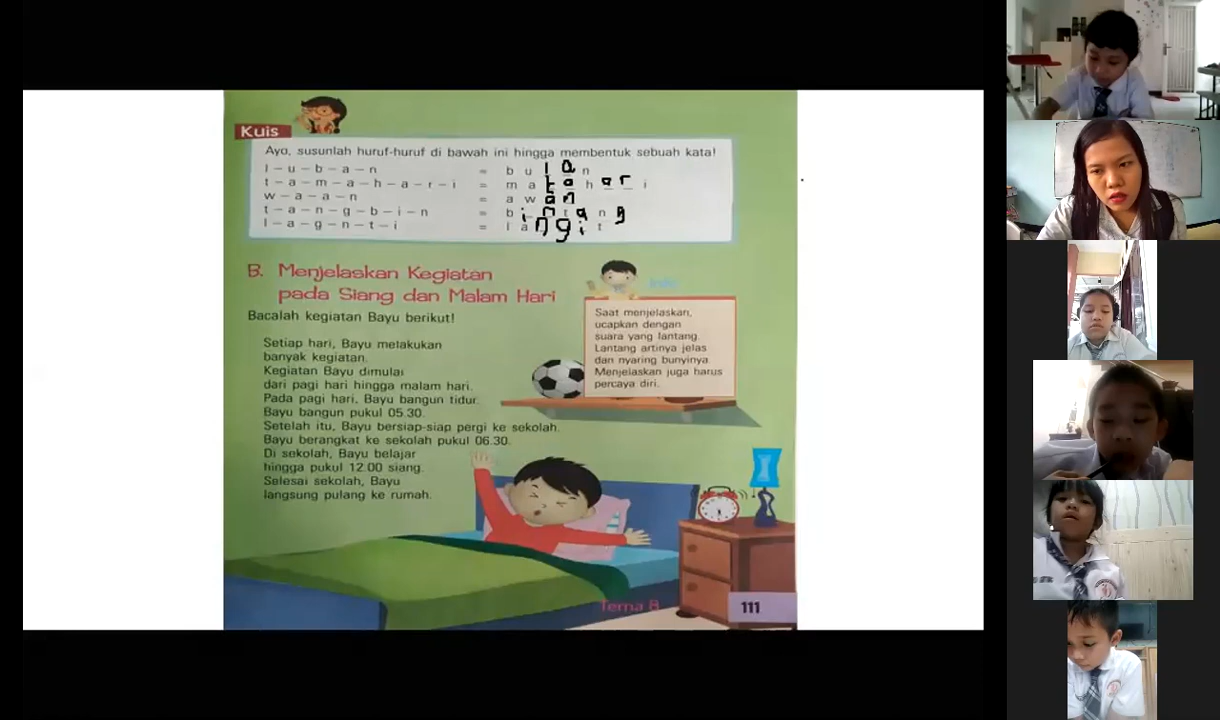 Kuis
Ayo, susunlah huruf-huruf di bawah ini hingga membentuk sebuah kata!
l - u - b - a - n = b u l a n
t - a - m - a - h - a - r - i = m a t a h a r i
w - a - a - n = a w a n
t - a - n - g - b - i - n = b i n t a n g
l - a - g - n - t - i = l a n g i t
B. Menjelaskan Kegiatan
pada Siang dan Malam Hari
Bacalah kegiatan Bayu berikut!
Setiap hari, Bayu melakukan
banyak kegiatan.
Kegiatan Bayu dimulai
dari pagi hari hingga malam hari.
Pada pagi hari, Bayu bangun tidur.
Bayu bangun pukul 05.30.
Setelah itu, Bayu bersiap-siap pergi ke sekolah.
Bayu berangkat ke sekolah pukul 06.30.
Di sekolah, Bayu belajar
hingga pukul 12.00 siang.
Selesai sekolah, Bayu
langsung pulang ke rumah.
Info
Saat menjelaskan,
ucapkan dengan
suara yang lantang.
Lantang artinya jelas
dan nyaring bunyinya.
Menjelaskan juga harus
percaya diri.
Tema 8
111